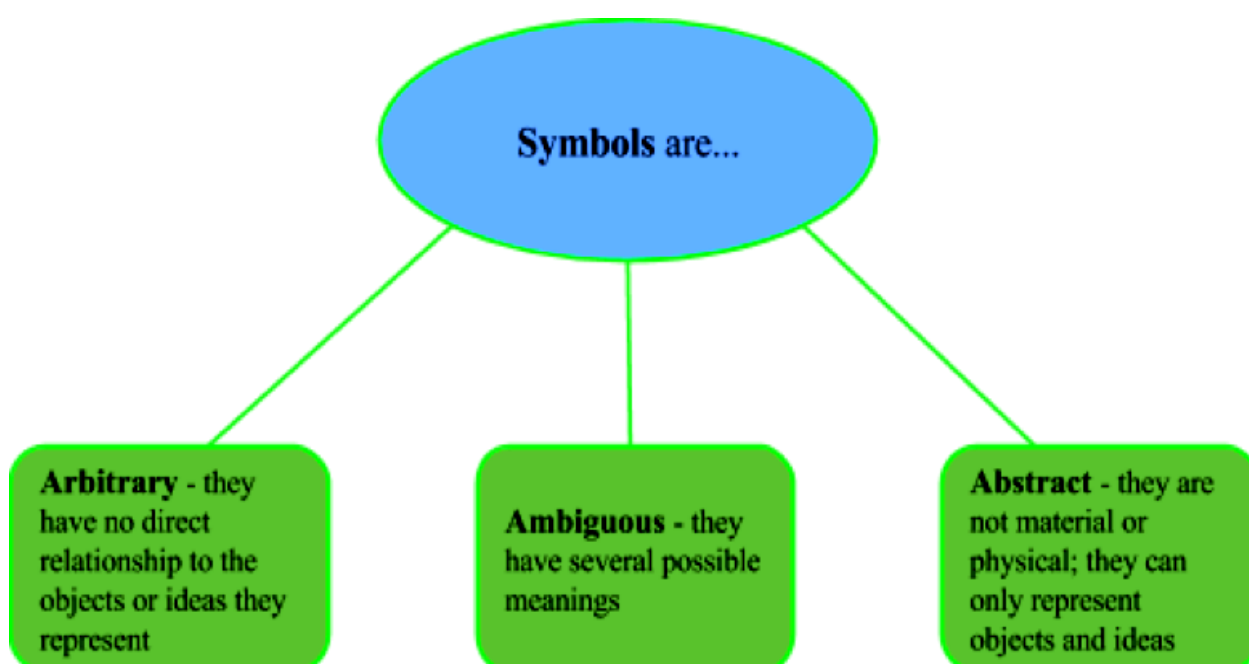 Symbols are...
Arbitrary - they
have no direct
relationship to the
objects or ideas they
represent
Ambiguous - they
have several possible
meanings
Abstract - they are
not material or
physical; they can
only represent
objects and ideas